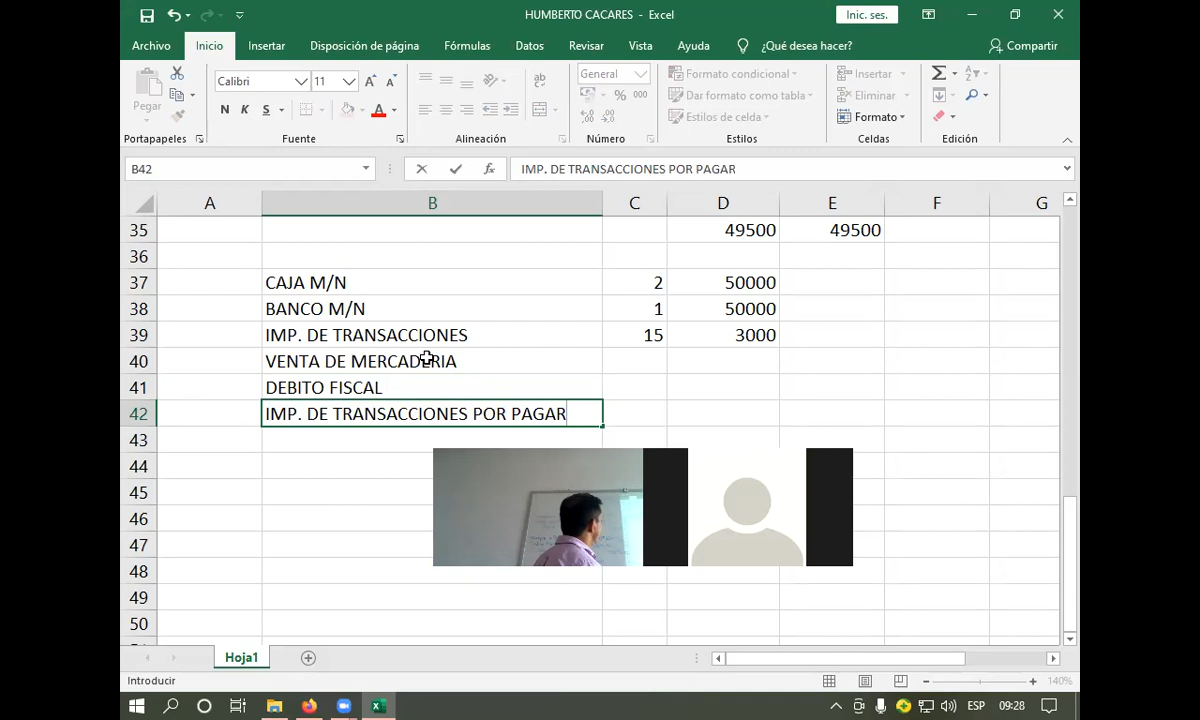 HUMBERTO CACARES - Excel
Inic. ses.
Archivo Inicio Insertar Disposición de página Fórmulas Datos Revisar Vista Ayuda ¿Qué desea hacer? Compartir
Pegar
Calibri 11
N K S
General
% 000
Formato condicional
Dar formato como tabla
Estilos de celda
Insertar
Eliminar
Formato
Portapapeles Fuente Alineación Número Estilos Celdas Edición
B42 fx IMP. DE TRANSACCIONES POR PAGAR
A B C D E F G
35 49500 49500
36
37 CAJA M/N 2 50000
38 BANCO M/N 1 50000
39 IMP. DE TRANSACCIONES 15 3000
40 VENTA DE MERCADERIA
41 DEBITO FISCAL
42 IMP. DE TRANSACCIONES POR PAGAR
43
44
45
46
47
48
49
50
Hoja1
Introducir 140%
ESP 09:28